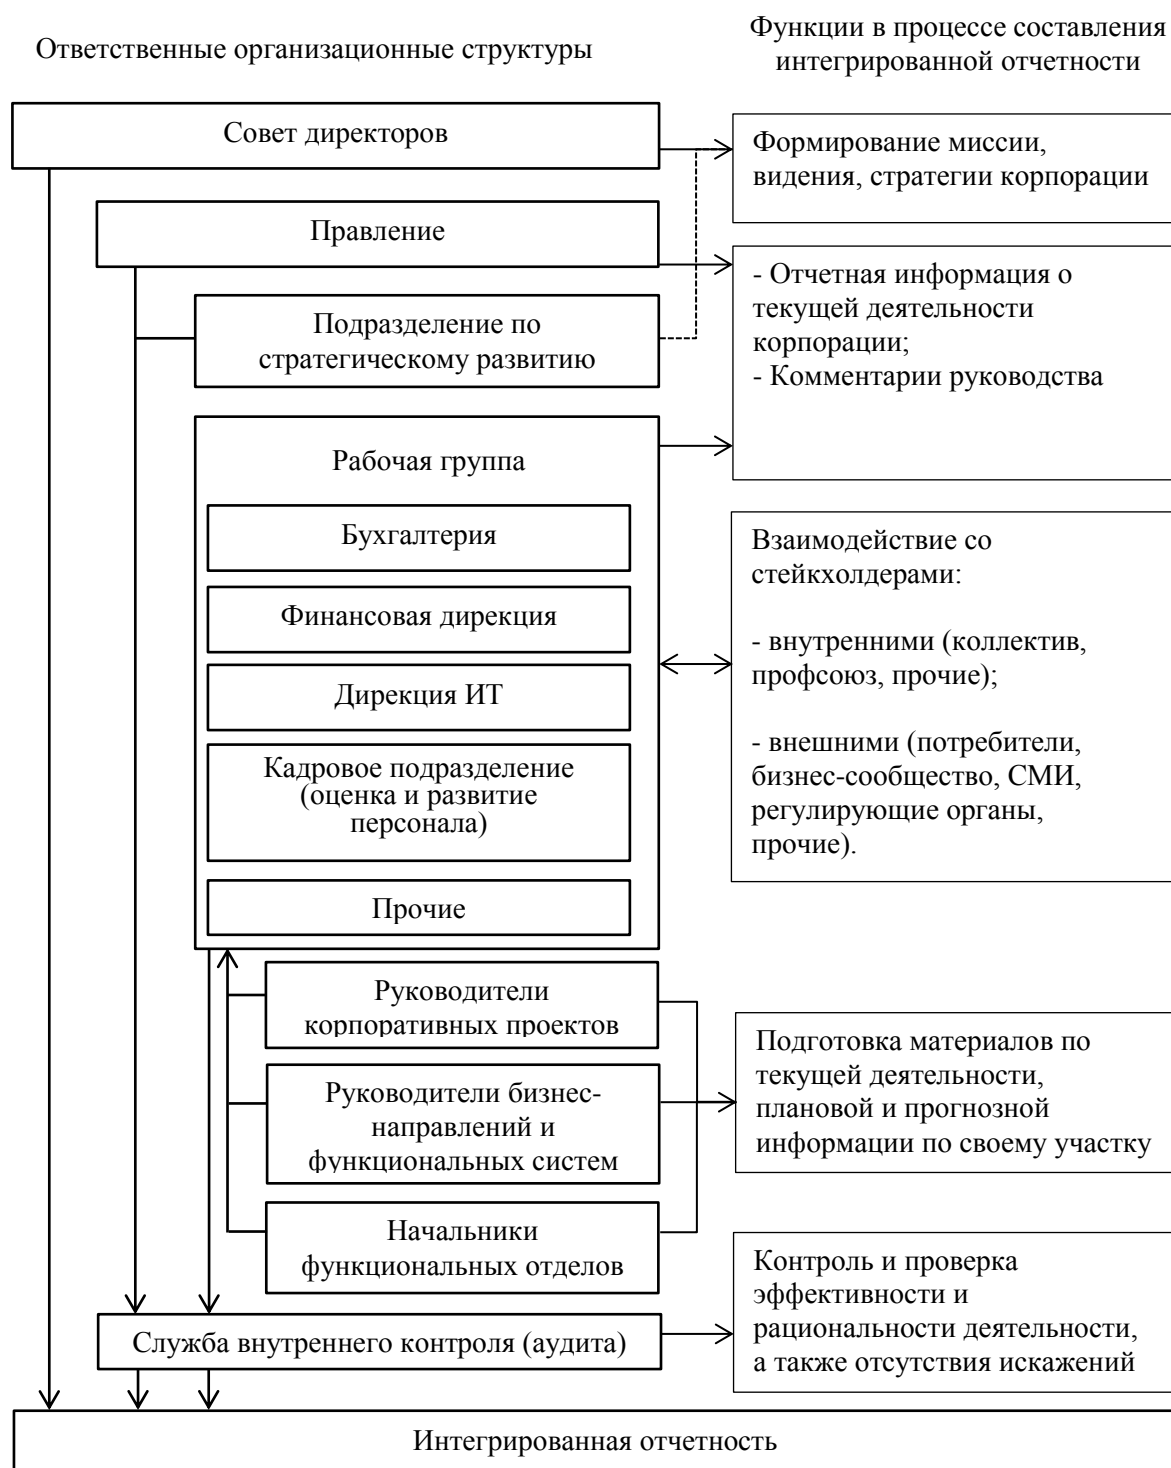 Ответственные организационные структуры
Функции в процессе составления
интегрированной отчетности
Совет директоров
Формирование миссии,
видения, стратегии корпорации
Правление
- Отчетная информация о
текущей деятельности
корпорации;
- Комментарии руководства
Подразделение по
стратегическому развитию
Рабочая группа
Бухгалтерия
Финансовая дирекция
Дирекция ИТ
Кадровое подразделение
(оценка и развитие
персонала)
Прочие
Взаимодействие со
стейкхолдерами:
- внутренними (коллектив,
профсоюз, прочие);
- внешними (потребители,
бизнес-сообщество, СМИ,
регулирующие органы,
прочие).
Руководители
корпоративных проектов
Руководители бизнес-
направлений и
функциональных систем
Начальники
функциональных отделов
Подготовка материалов по
текущей деятельности,
плановой и прогнозной
информации по своему участку
Служба внутреннего контроля (аудита)
Контроль и проверка
эффективности и
рациональности деятельности,
а также отсутствия искажений
Интегрированная отчетность